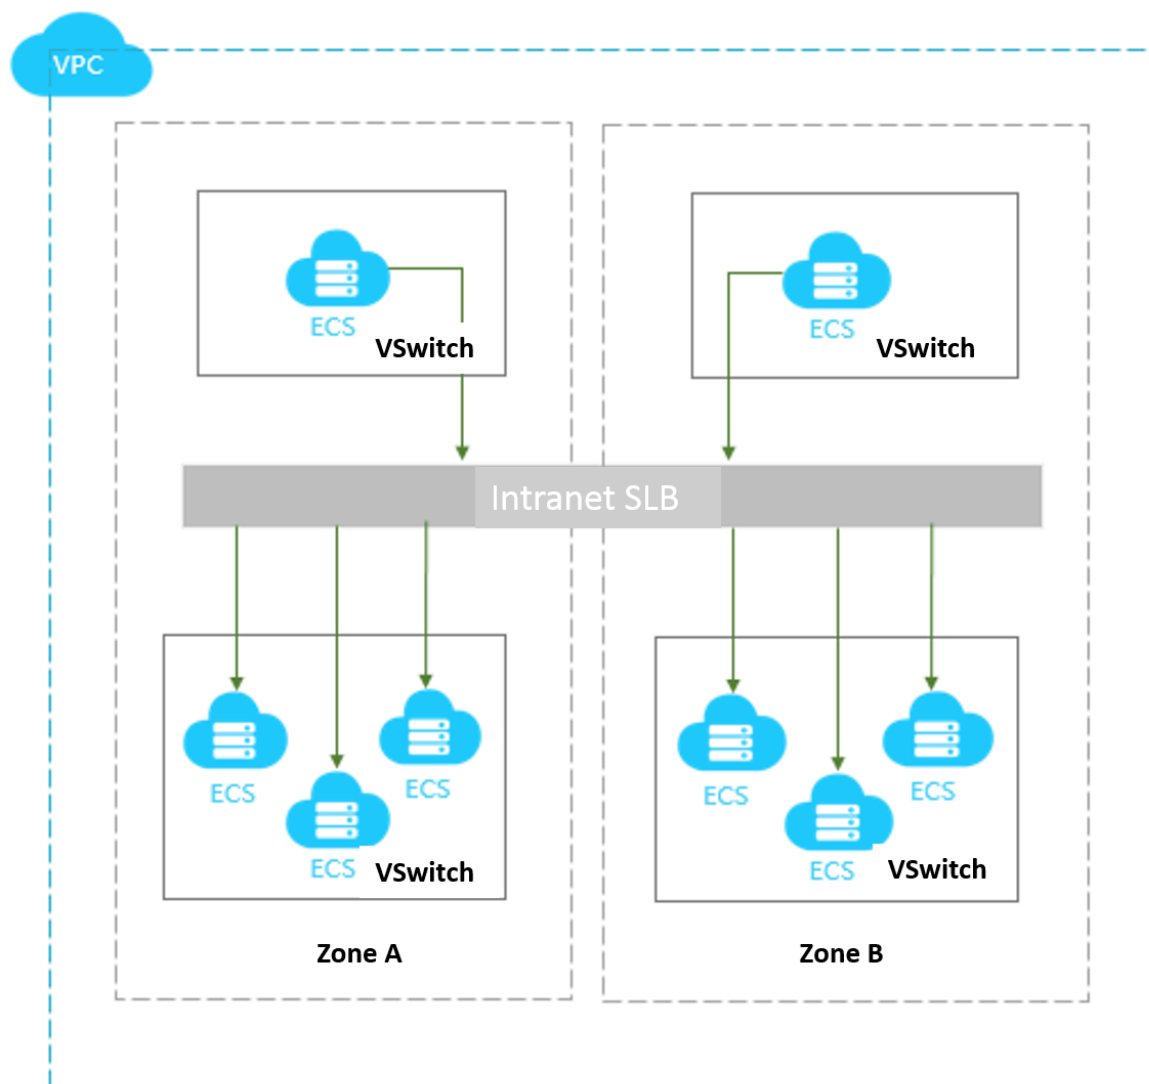 VPC
ECS
VSwitch
ECS
VSwitch
Intranet SLB
ECS
ECS
ECS
VSwitch
ECS
ECS
ECS
VSwitch
Zone A
Zone B